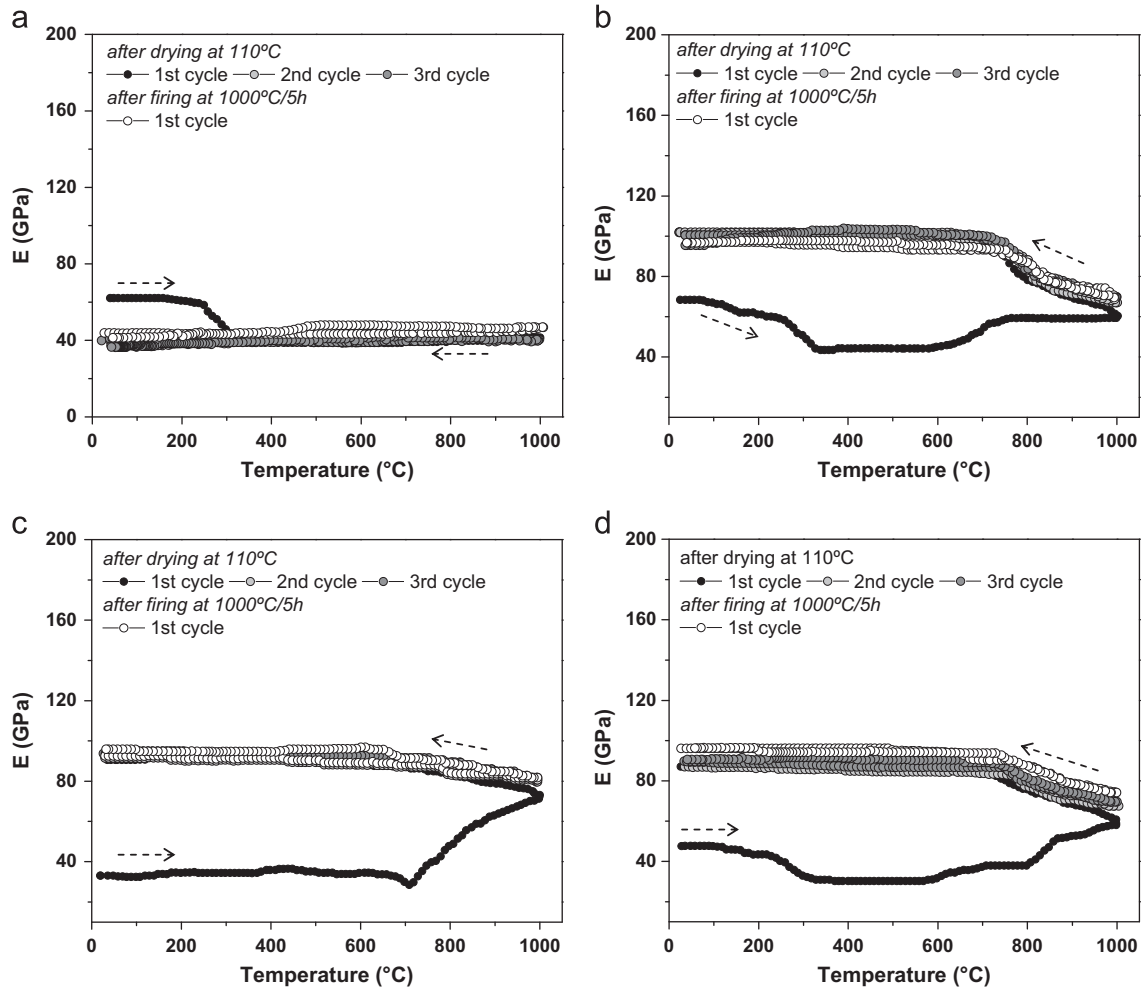 a
after drying at 110ºC
1st cycle 2nd cycle 3rd cycle
after firing at 1000ºC/5h
1st cycle
200
160
120
80
40
0
E (GPa)
0 200 400 600 800 1000
Temperature (°C)
b
after drying at 110ºC
1st cycle 2nd cycle 3rd cycle
after firing at 1000ºC/5h
1st cycle
200
160
120
80
40
E (GPa)
0 200 400 600 800 1000
Temperature (°C)
c
after drying at 110ºC
1st cycle 2nd cycle 3rd cycle
after firing at 1000ºC/5h
1st cycle
200
160
120
80
40
E (GPa)
0 200 400 600 800 1000
Temperature (°C)
d
after drying at 110ºC
1st cycle 2nd cycle 3rd cycle
after firing at 1000ºC/5h
1st cycle
200
160
120
80
40
E (GPa)
0 200 400 600 800 1000
Temperature (°C)